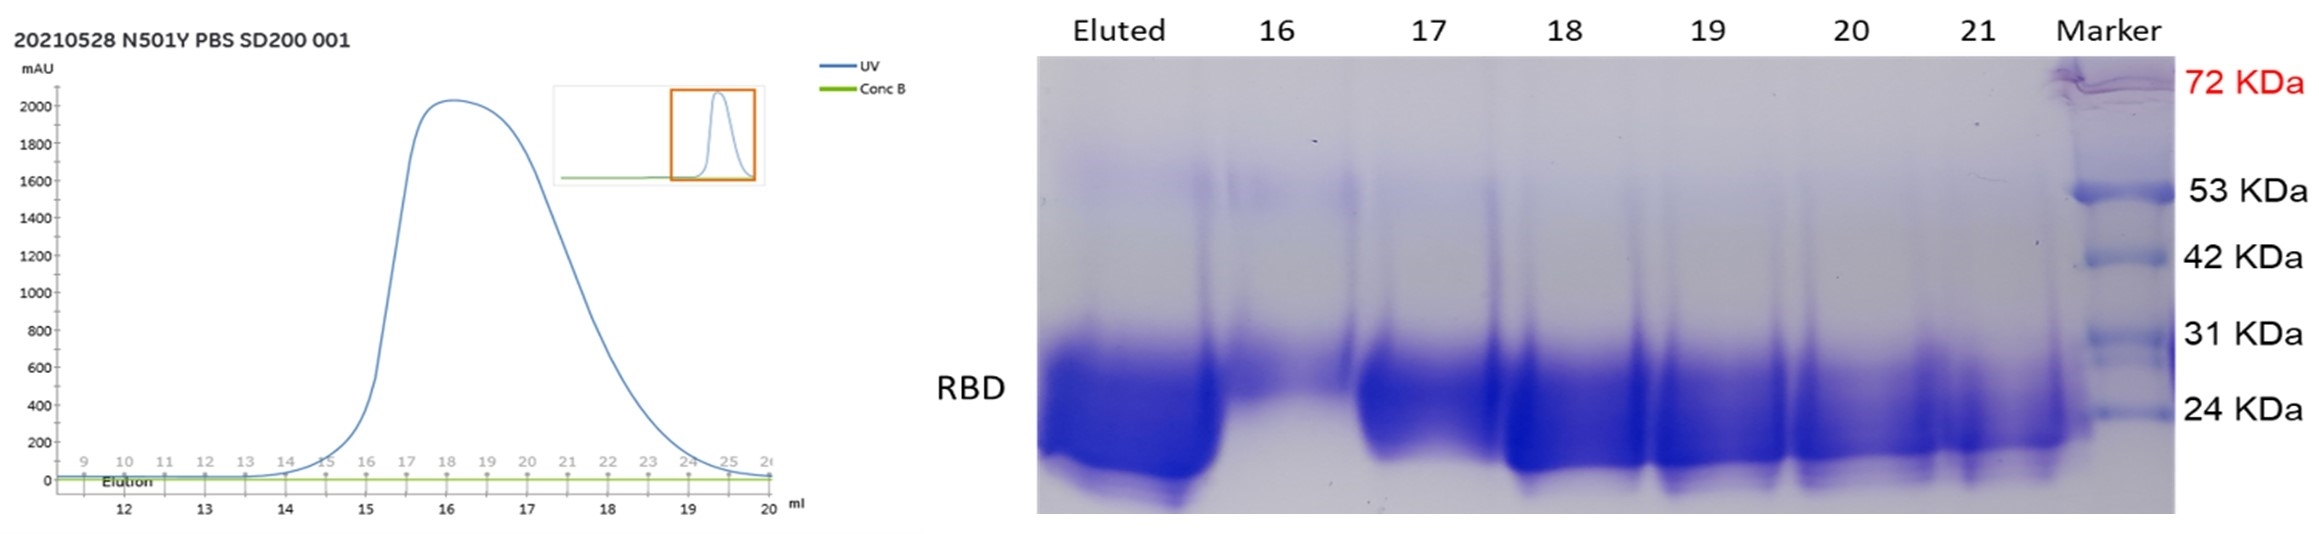 20210528 N501Y PBS SD200 001
mAU
UV
Conc B
2000
1800
1600
1400
1200
1000
800
600
400
200
0
9 10 11 12 13 14 15 16 17 18 19 20 21 22 23 24 25
Elution
12 13 14 15 16 17 18 19 20 ml
Eluted 16 17 18 19 20 21 Marker
72 KDa
53 KDa
42 KDa
31 KDa
24 KDa
RBD